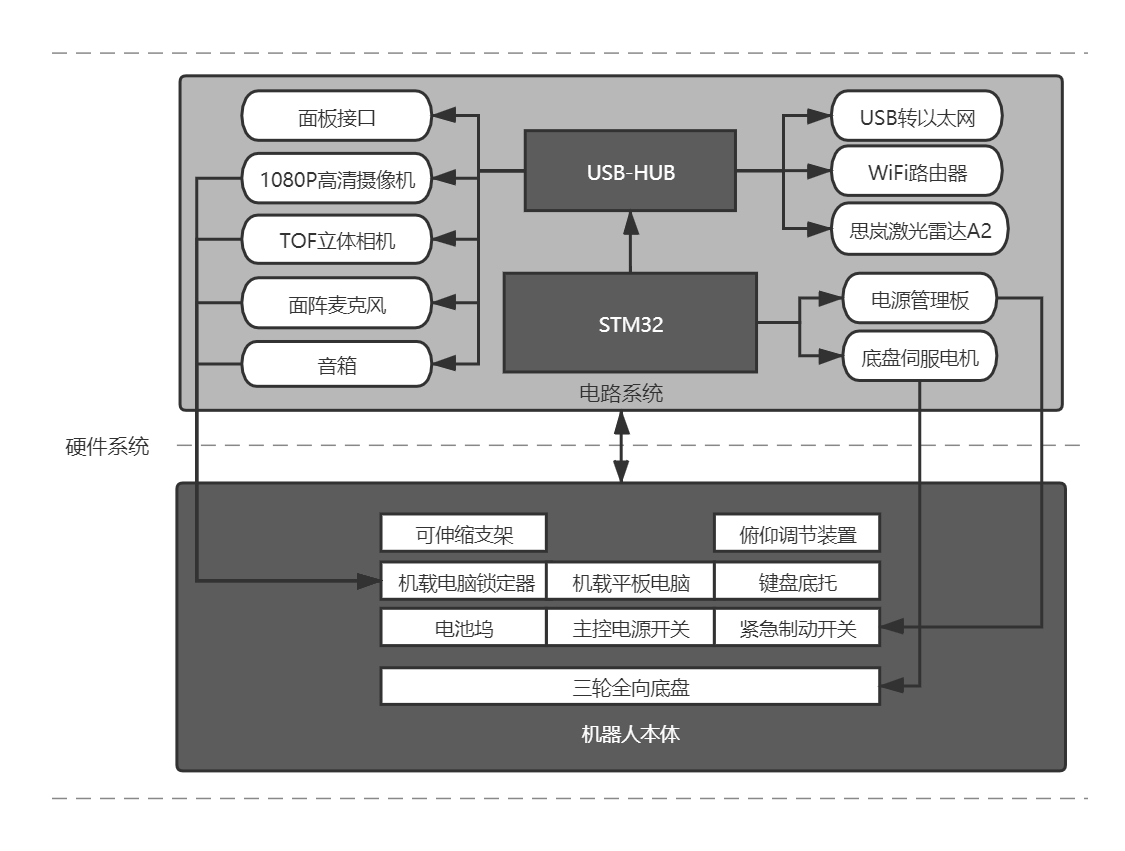 面板接口
1080P高清摄像机
TOF立体相机
面阵麦克风
音箱
USB-HUB
STM32
USB转以太网
WiFi路由器
思岚激光雷达A2
电源管理板
底盘伺服电机
电路系统
硬件系统
可伸缩支架
俯仰调节装置
机载电脑锁定器
机载平板电脑
键盘底托
电池坞
主控电源开关
紧急制动开关
三轮全向底盘
机器人本体